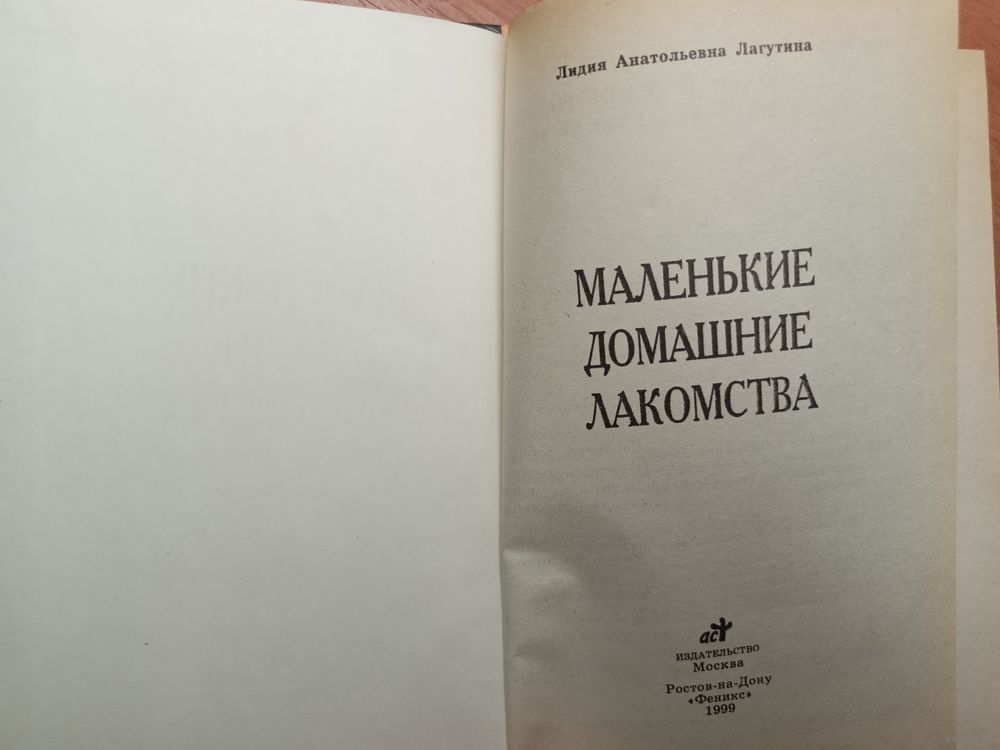 Лидия Анатольевна Лагутина
МАЛЕНЬКИЕ
ДОМАШНИЕ
ЛАКОМСТВА
аст
ИЗДАТЕЛЬСТВО
Москва
Ростов-на-Дону
«Феникс»
1999